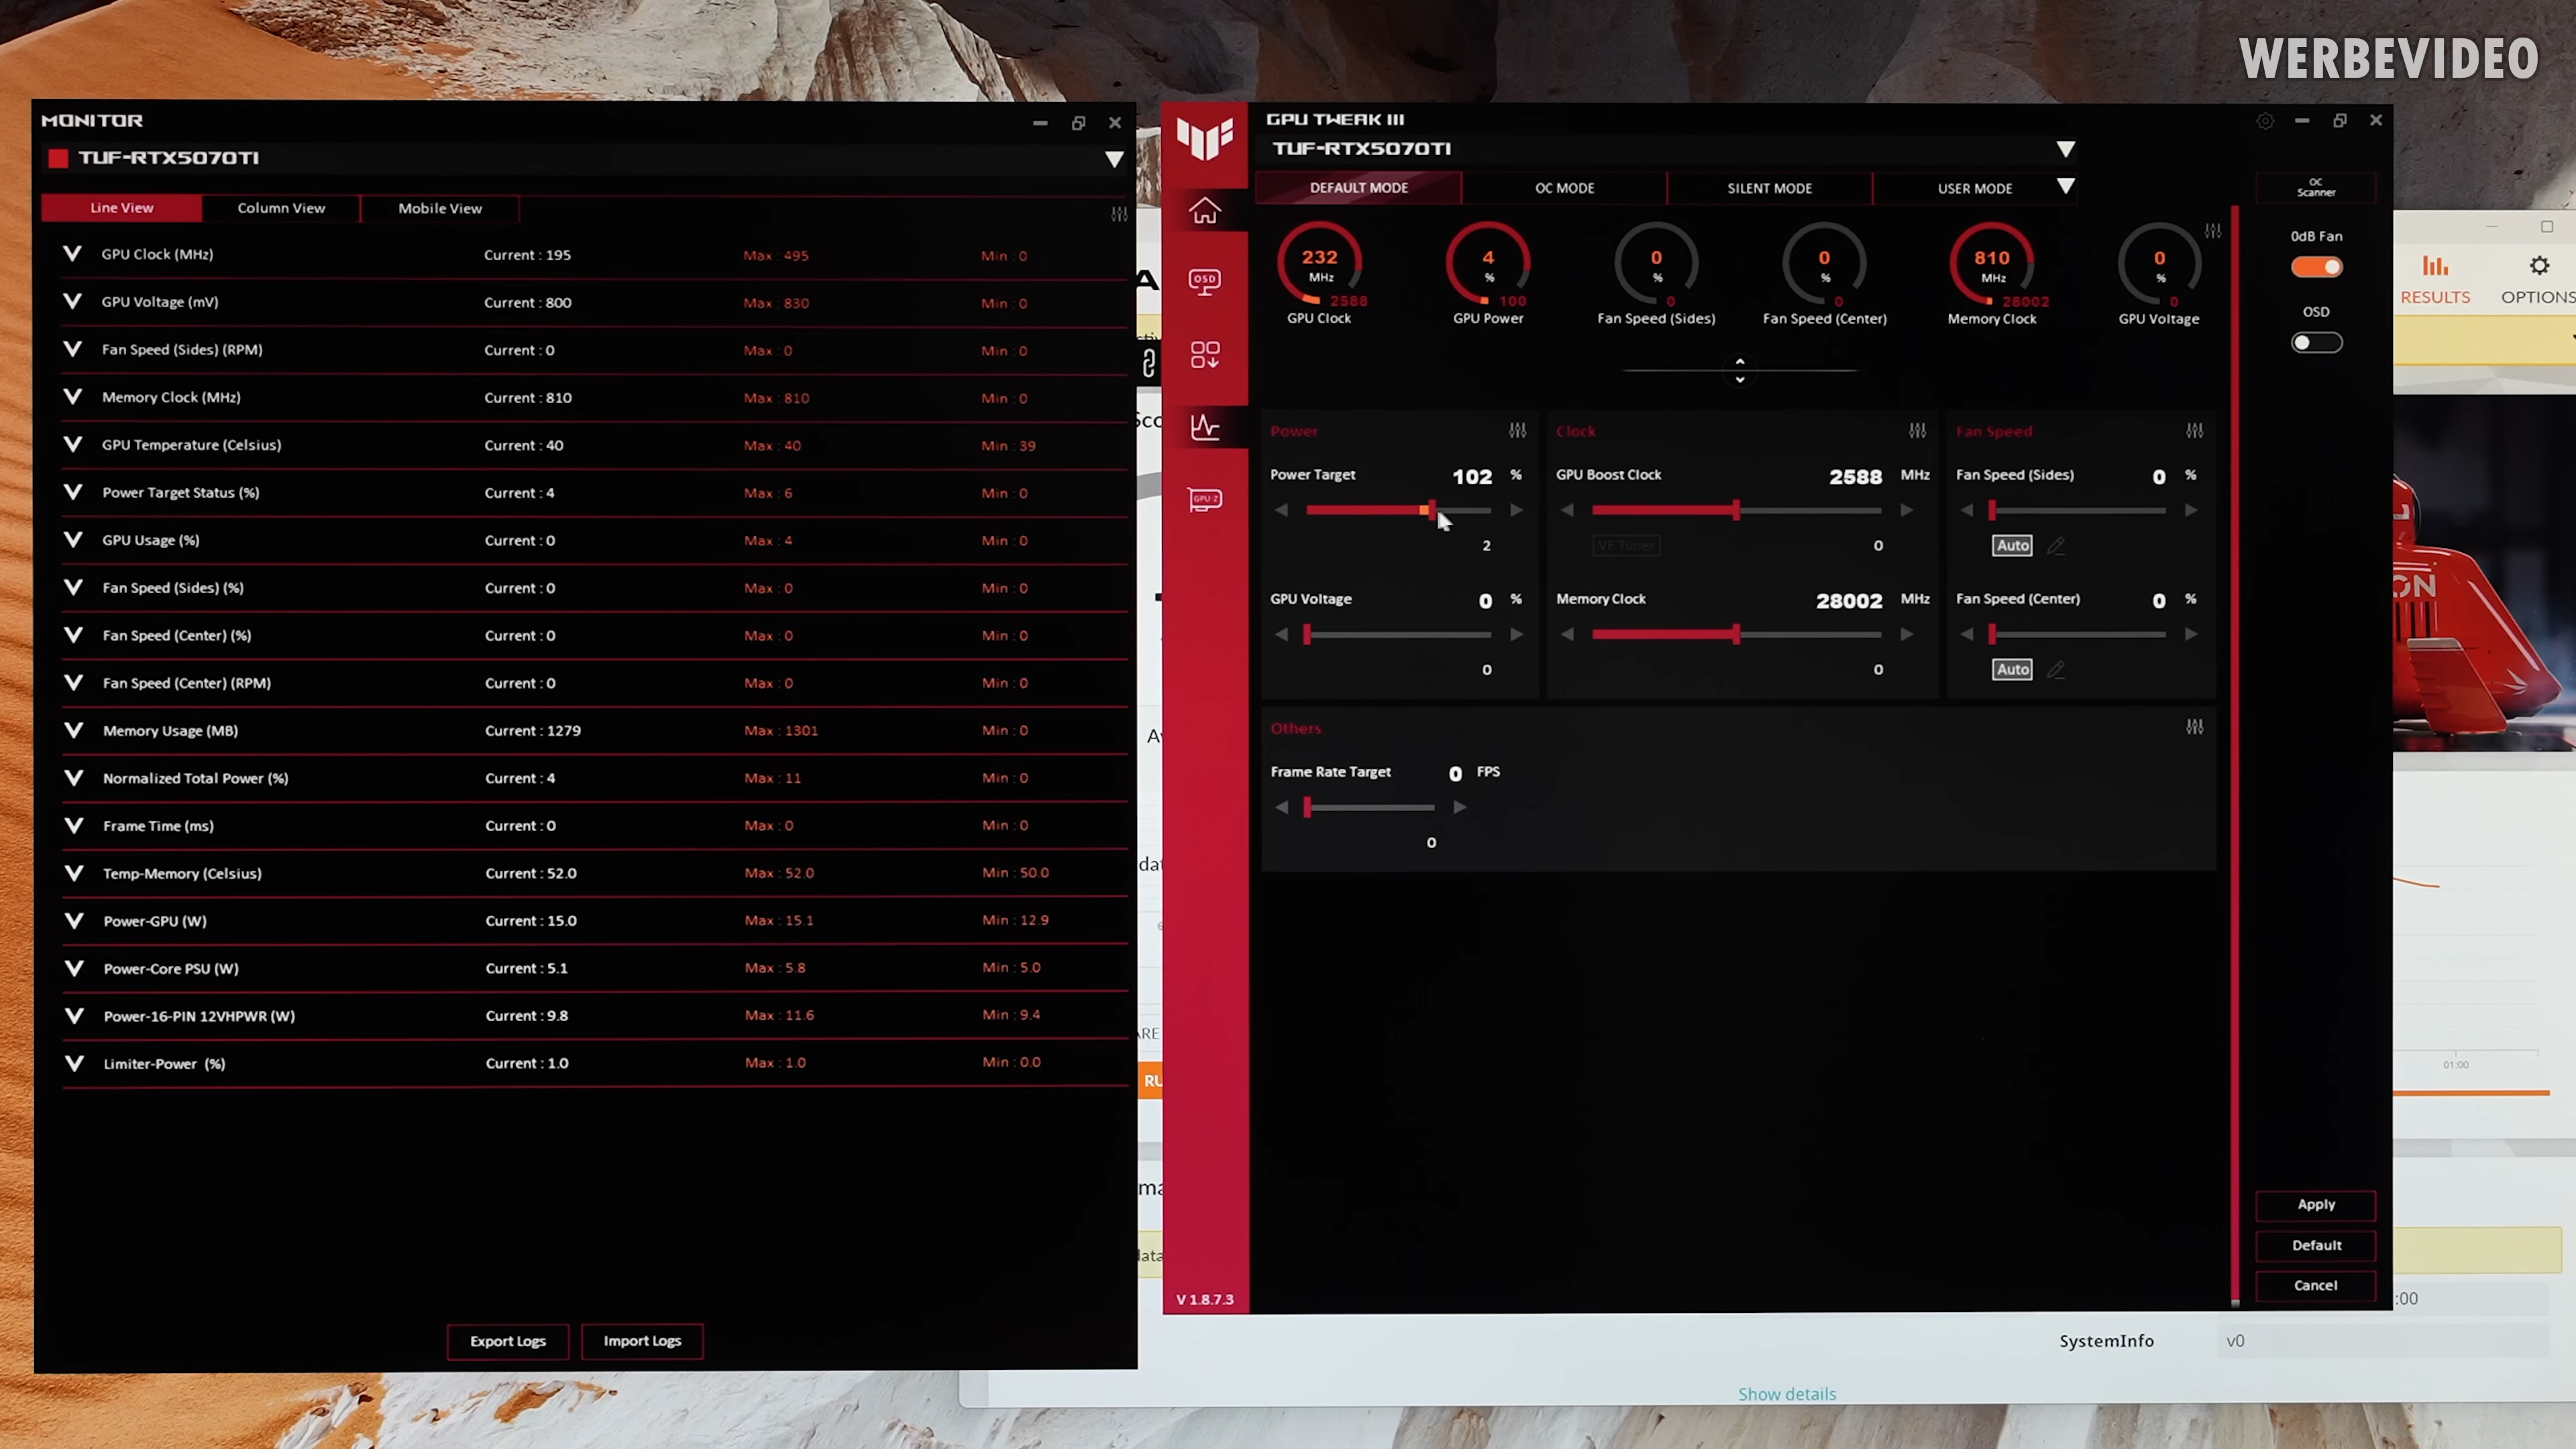 WERBEVIDEO
MONITOR
TUF-RTX5070TI
Line View Column View Mobile View
GPU Clock (MHz) Current : 195 Max : 495 Min : 0
GPU Voltage (mV) Current : 800 Max : 830 Min : 0
Fan Speed (Sides) (RPM) Current : 0 Max : 0 Min : 0
Memory Clock (MHz) Current : 810 Max : 810 Min : 0
GPU Temperature (Celsius) Current : 40 Max : 40 Min : 39
Power Target Status (%) Current : 4 Max : 6 Min : 0
GPU Usage (%) Current : 0 Max : 4 Min : 0
Fan Speed (Sides) (%) Current : 0 Max : 0 Min : 0
Fan Speed (Center) (%) Current : 0 Max : 0 Min : 0
Fan Speed (Center) (RPM) Current : 0 Max : 0 Min : 0
Memory Usage (MB) Current : 1279 Max : 1301 Min : 0
Normalized Total Power (%) Current : 4 Max : 11 Min : 0
Frame Time (ms) Current : 0 Max : 0 Min : 0
Temp-Memory (Celsius) Current : 52.0 Max : 52.0 Min : 50.0
Power-GPU (W) Current : 15.0 Max : 15.1 Min : 12.9
Power-Core PSU (W) Current : 5.1 Max : 5.8 Min : 5.0
Power-16-PIN 12VHPWR (W) Current : 9.8 Max : 11.6 Min : 9.4
Limiter-Power (%) Current : 1.0 Max : 1.0 Min : 0.0
Export Logs Import Logs
GPU TWEAK III
TUF-RTX5070TI
DEFAULT MODE OC MODE SILENT MODE USER MODE
OSD
GPU-Z
V 1.8.7.3
232 4 0 0 810 0
MHz % % % MHz %
2588 100 0 0 28002 0
GPU Clock GPU Power Fan Speed (Sides) Fan Speed (Center) Memory Clock GPU Voltage
Power Clock Fan Speed
Power Target 102 % GPU Boost Clock 2588 MHz Fan Speed (Sides) 0 %
2 VF Tuner 0 Auto
GPU Voltage 0 % Memory Clock 28002 MHz Fan Speed (Center) 0 %
0 0 Auto
Others
Frame Rate Target 0 FPS
0
OC
Scanner
0dB Fan
OSD
Apply
Default
Cancel
RESULTS OPTIONS
ON
01:00
:00
SystemInfo v0
Show details